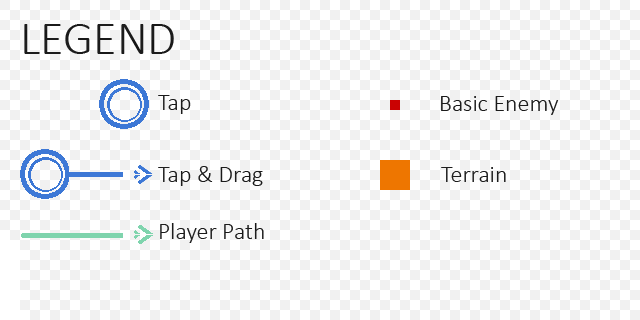 LEGEND
Tap
Basic Enemy
Tap & Drag
Terrain
Player Path